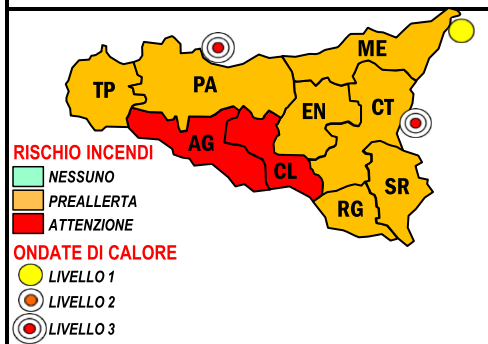 ME
PA
TP
EN
CT
AG
CL
SR
RG
RISCHIO INCENDI
NESSUNO
PREALLERTA
ATTENZIONE
ONDATE DI CALORE
LIVELLO 1
LIVELLO 2
LIVELLO 3